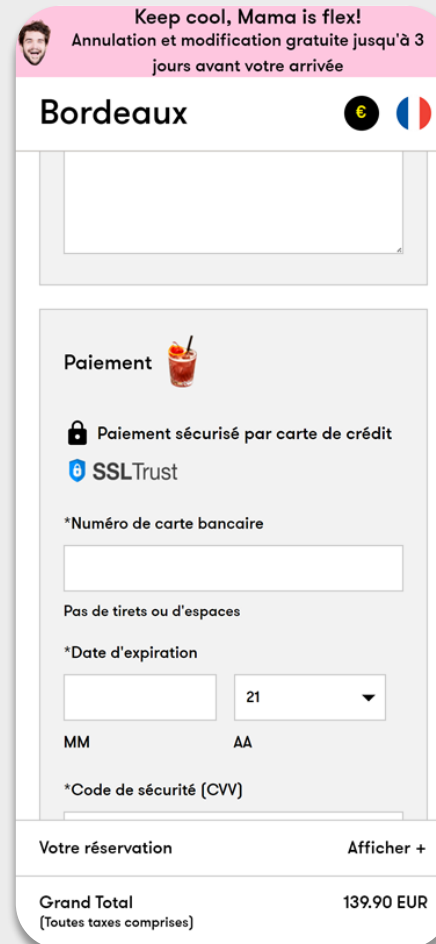 Keep cool, Mama is flex!
Annulation et modification gratuite jusqu'à 3
jours avant votre arrivée
Bordeaux
€
Paiement
Paiement sécurisé par carte de crédit
SSLTrust
*Numéro de carte bancaire
Pas de tirets ou d'espaces
*Date d'expiration
21
MM AA
*Code de sécurité (CVV)
Votre réservation Afficher +
Grand Total 139.90 EUR
(Toutes taxes comprises)